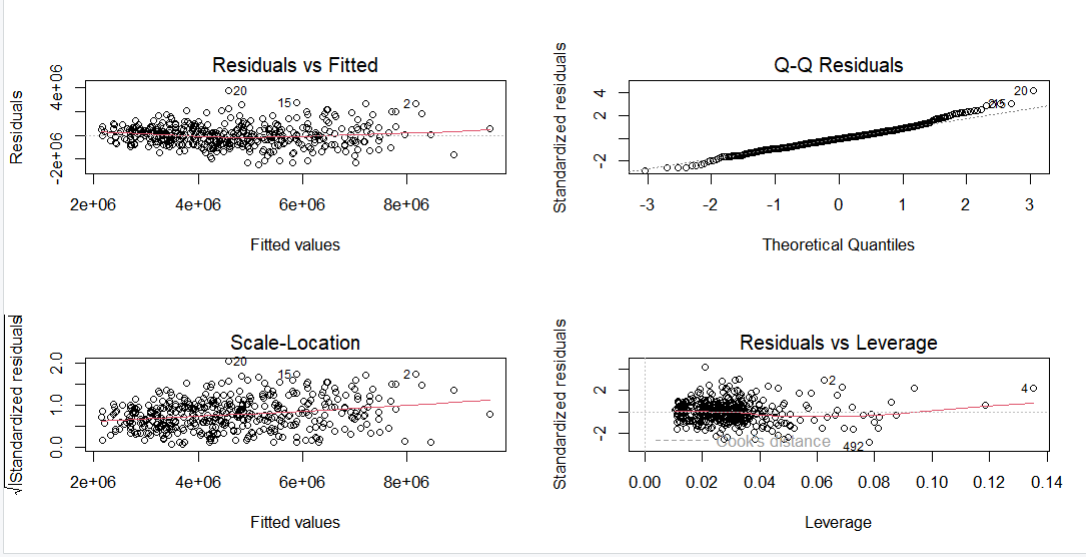 Residuals vs Fitted
Residuals
4e+06
-2e+06
20
15
2
2e+06 4e+06 6e+06 8e+06
Fitted values
Q-Q Residuals
Standardized residuals
4
2
-2
20
-3 -2 -1 0 1 2 3
Theoretical Quantiles
Scale-Location
√|Standardized residuals|
2.0
1.0
0.0
20
15
2
2e+06 4e+06 6e+06 8e+06
Fitted values
Residuals vs Leverage
Standardized residuals
2
-2
2
4
Cook's distance
492
0.00 0.02 0.04 0.06 0.08 0.10 0.12 0.14
Leverage